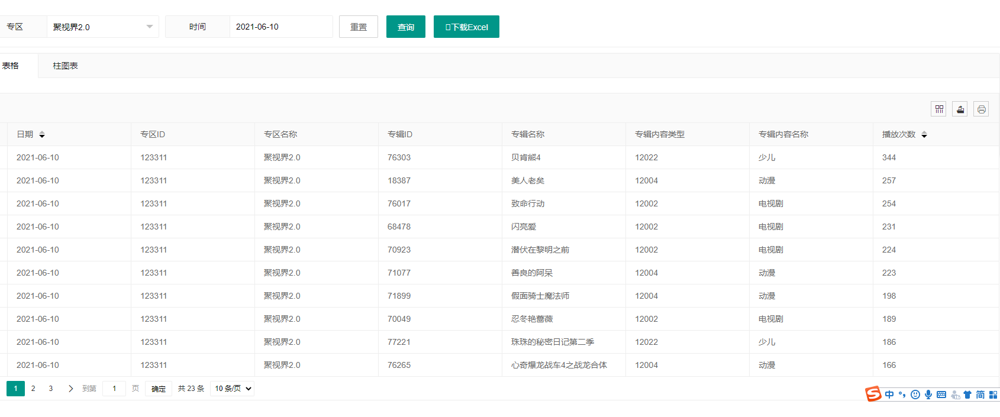 专区 聚视界2.0 时间 2021-06-10 重置 查询 下载Excel
表格 柱图表
日期 专区ID 专区名称 专辑ID 专辑名称 专辑内容类型 专辑内容名称 播放次数
2021-06-10 123311 聚视界2.0 76303 贝肯熊4 12022 少儿 344
2021-06-10 123311 聚视界2.0 18387 美人老矣 12004 动漫 257
2021-06-10 123311 聚视界2.0 76017 致命行动 12002 电视剧 254
2021-06-10 123311 聚视界2.0 68478 闪亮爱 12002 电视剧 231
2021-06-10 123311 聚视界2.0 70923 潜伏在黎明之前 12002 电视剧 224
2021-06-10 123311 聚视界2.0 71077 善良的阿呆 12004 动漫 223
2021-06-10 123311 聚视界2.0 71899 假面骑士魔法师 12004 动漫 198
2021-06-10 123311 聚视界2.0 70049 忍冬艳蔷薇 12002 电视剧 189
2021-06-10 123311 聚视界2.0 77221 珠珠的秘密日记第二季 12022 少儿 186
2021-06-10 123311 聚视界2.0 76265 心奇爆龙战车4之战龙合体 12004 动漫 166
1 2 3 到第 1 页 确定 共 23 条 10 条/页
S 中 简